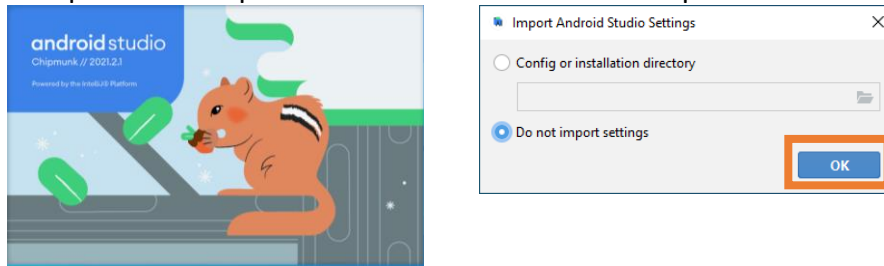 android studio
Chipmunk // 2021.2.1
Powered by the IntelliJ® Platform
Import Android Studio Settings
Config or installation directory
Do not import settings
OK